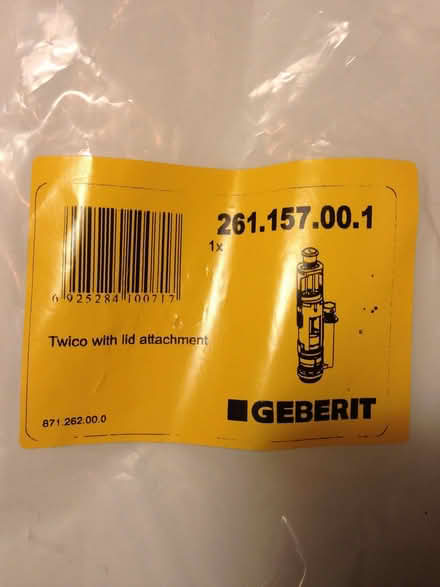 261.157.00.1
1x
0 925284 100717
Twico with lid attachment
871.262.00.0
GEBERIT